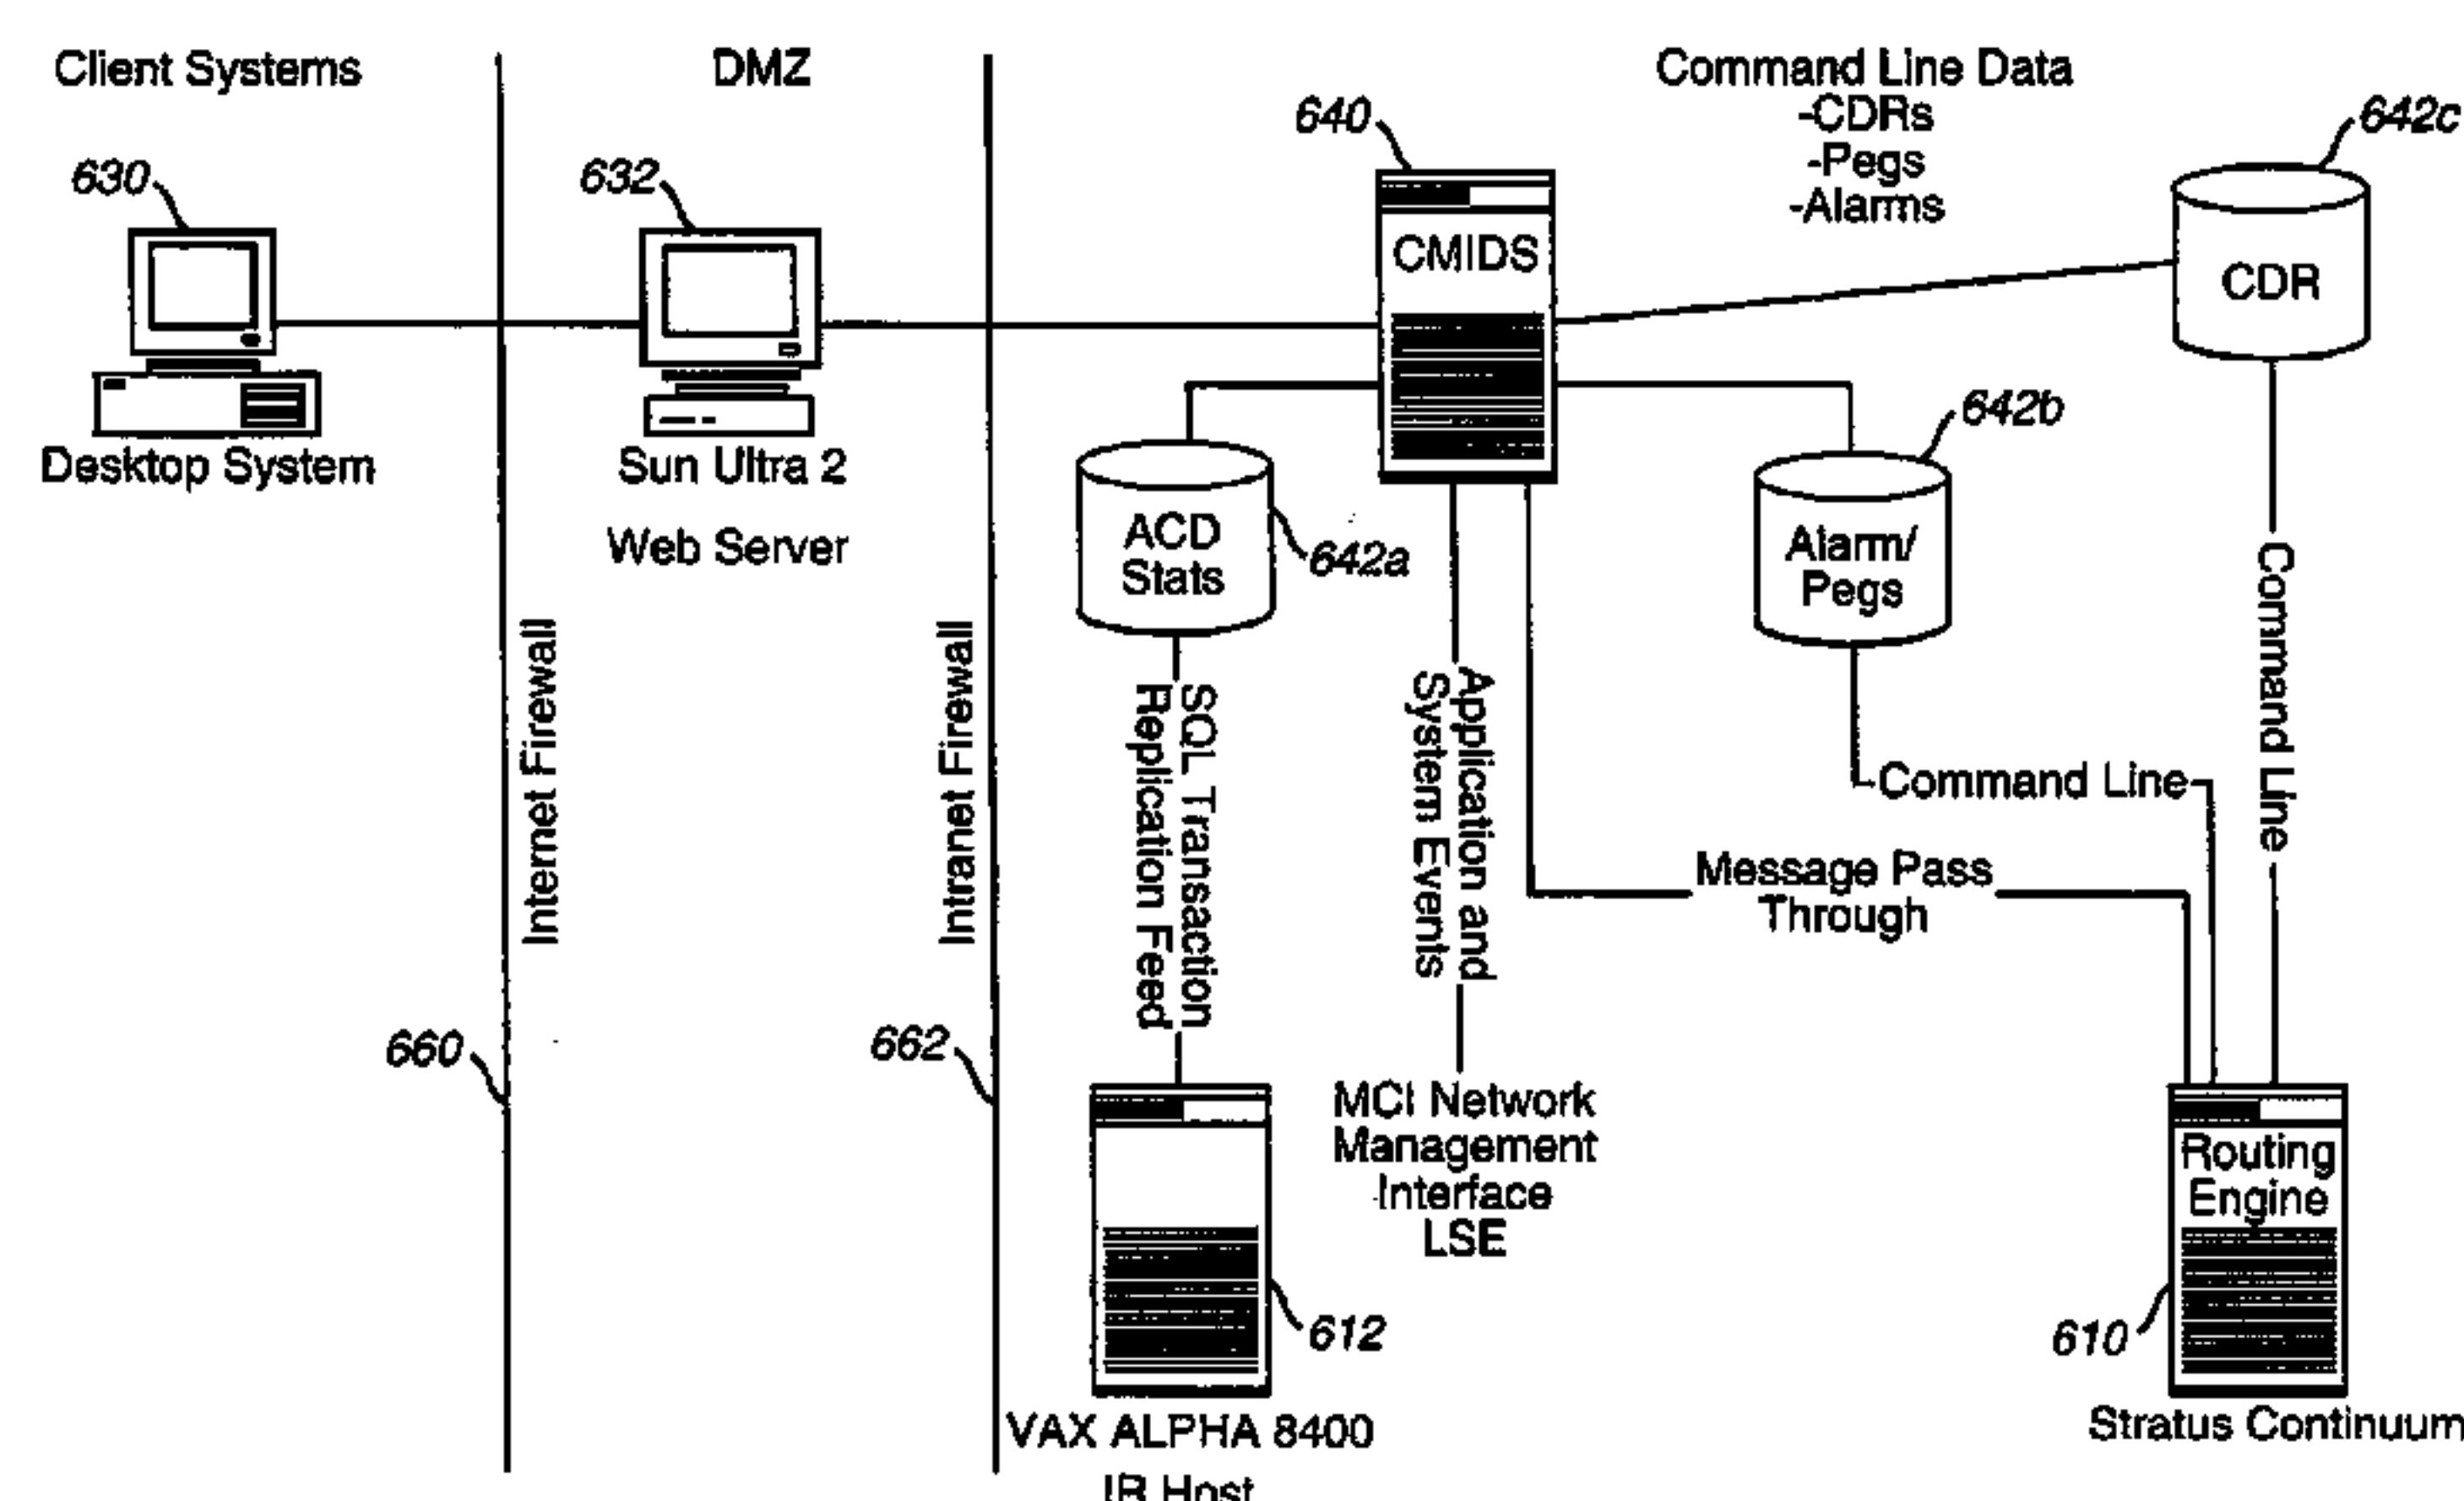 Client Systems
DMZ
Command Line Data
-CDRs
-Pegs
-Alarms
640
642c
630
632
CMIDS
CDR
642b
Desktop System
Sun Ultra 2
Web Server
ACD
Stats
642a
Alarm/
Pegs
Command Line
Internet Firewall
Intranet Firewall
SQL Transaction
Replication Feed
Application and
System Events
Command Line
Message Pass
Through
660
662
MCI Network
Management
Interface
LSE
Routing
Engine
612
610
VAX ALPHA 8400
IR Host
Stratus Continuum